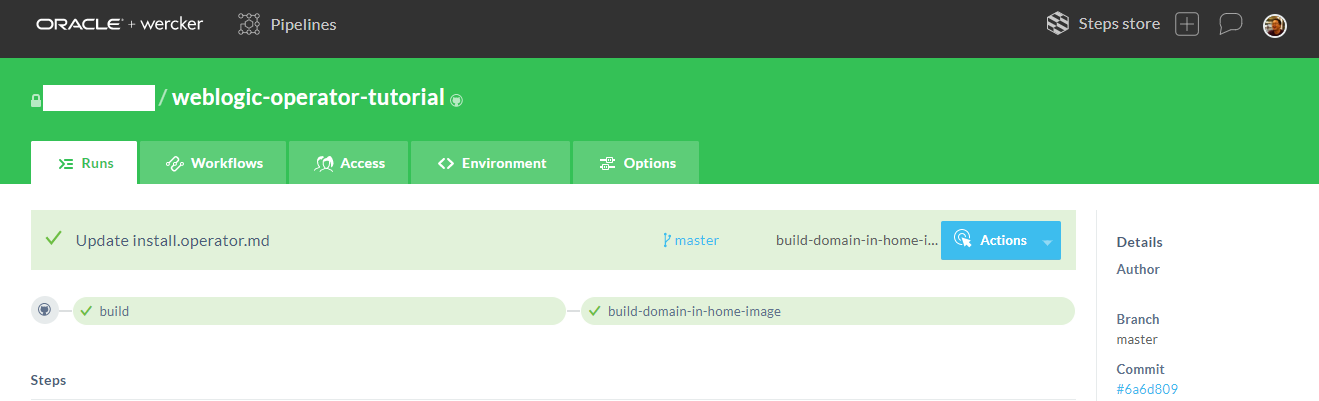 ORACLE + wercker Pipelines Steps store
/ weblogic-operator-tutorial
Runs Workflows Access Environment Options
Update install.operator.md master build-domain-in-home-i... Actions
build build-domain-in-home-image
Steps
Details
Author
Branch
master
Commit
#6a6d809